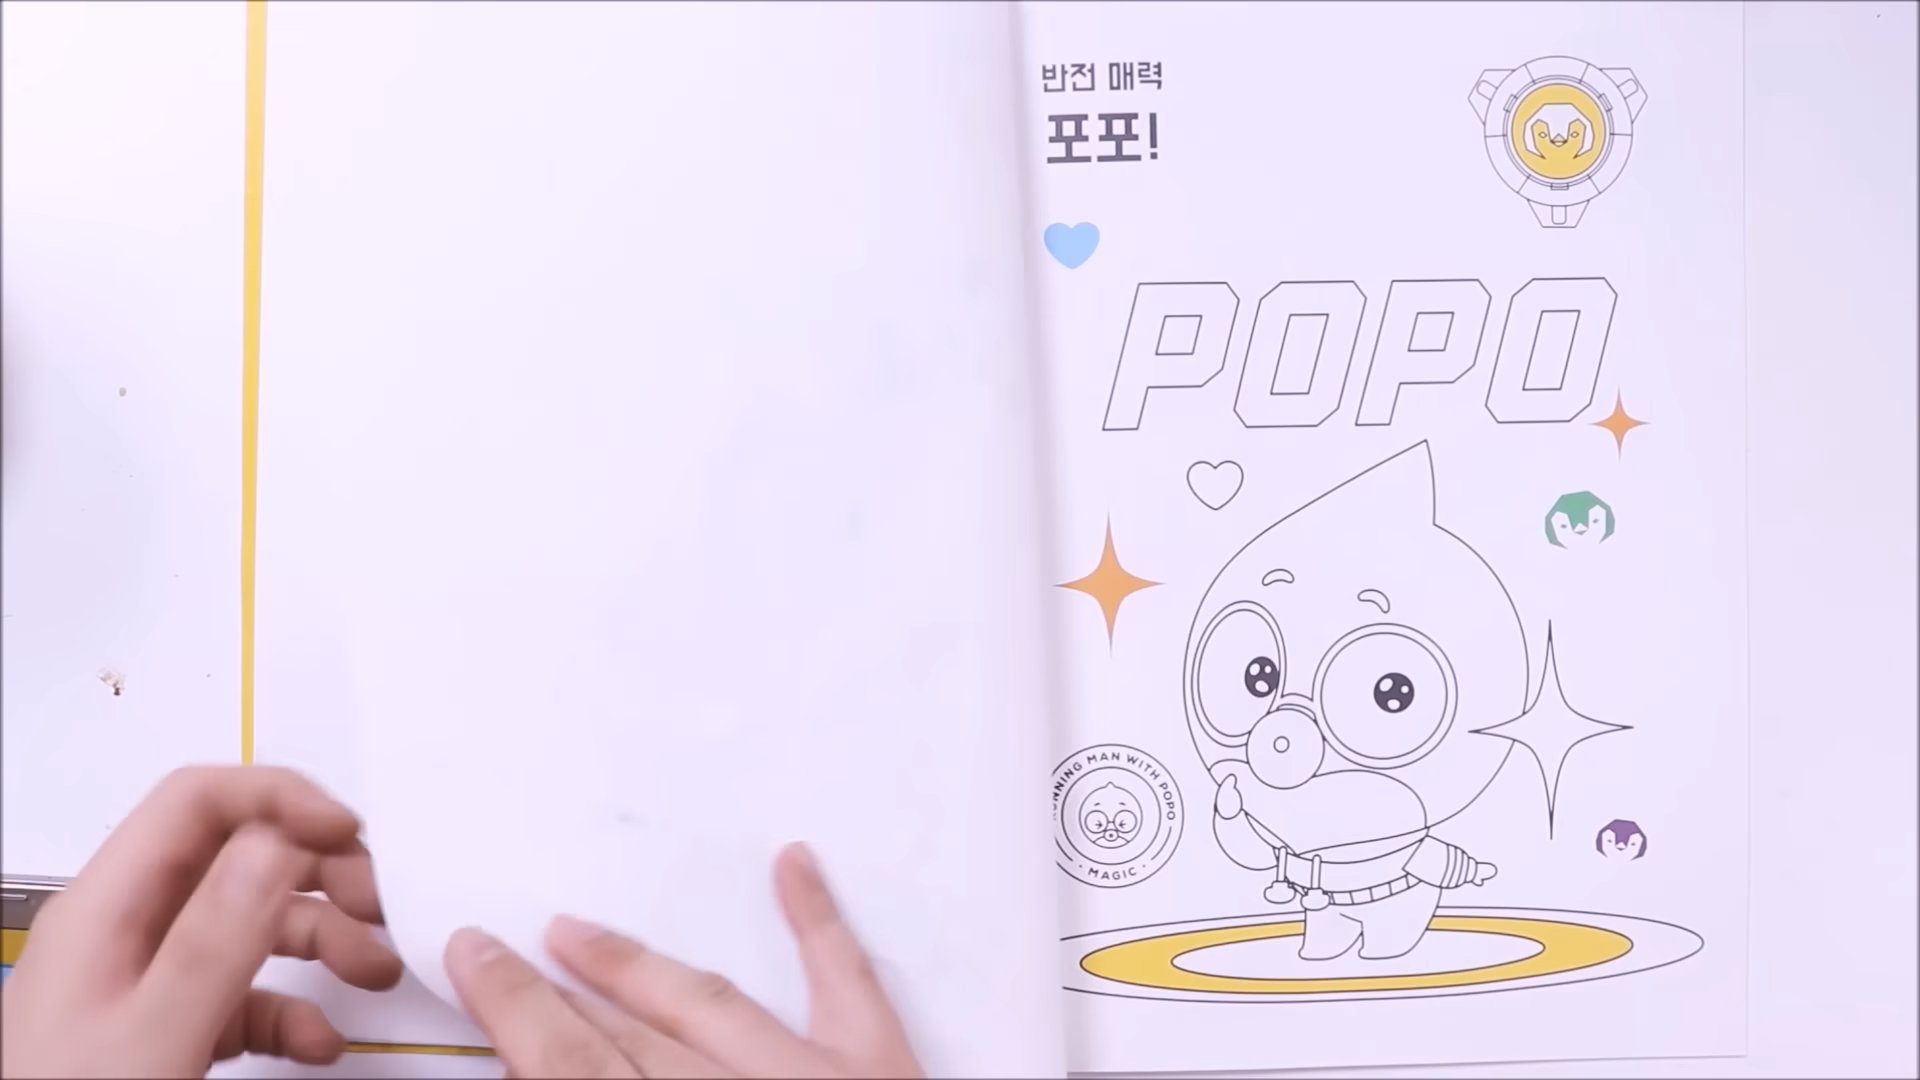 반전 매력
포포!
POPO
RUNNING MAN WITH POPO
· MAGIC ·